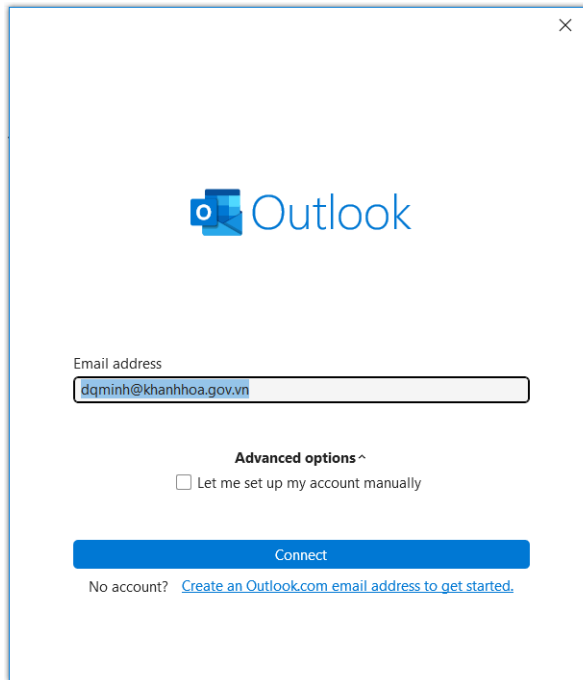 Outlook
Email address
dqminh@khanhhoa.gov.vn
Advanced options
Let me set up my account manually
Connect
No account? Create an Outlook.com email address to get started.